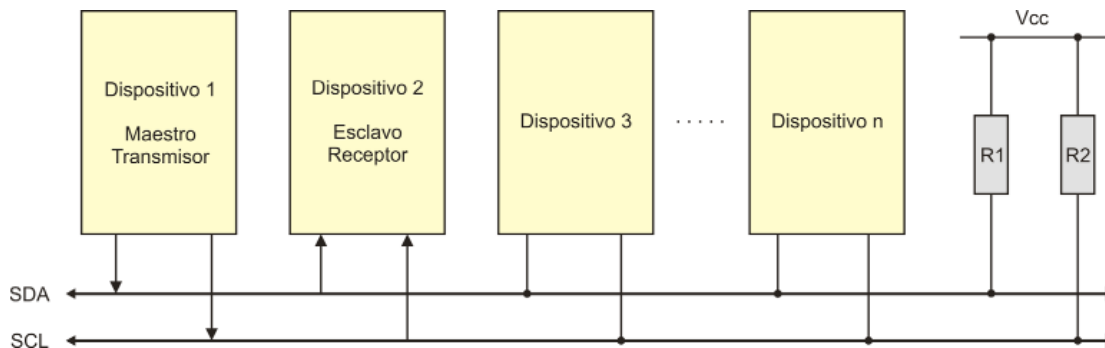 Vcc
Dispositivo 1
Maestro
Transmisor
Dispositivo 2
Esclavo
Receptor
Dispositivo 3
. . . . .
Dispositivo n
R1
R2
SDA
SCL